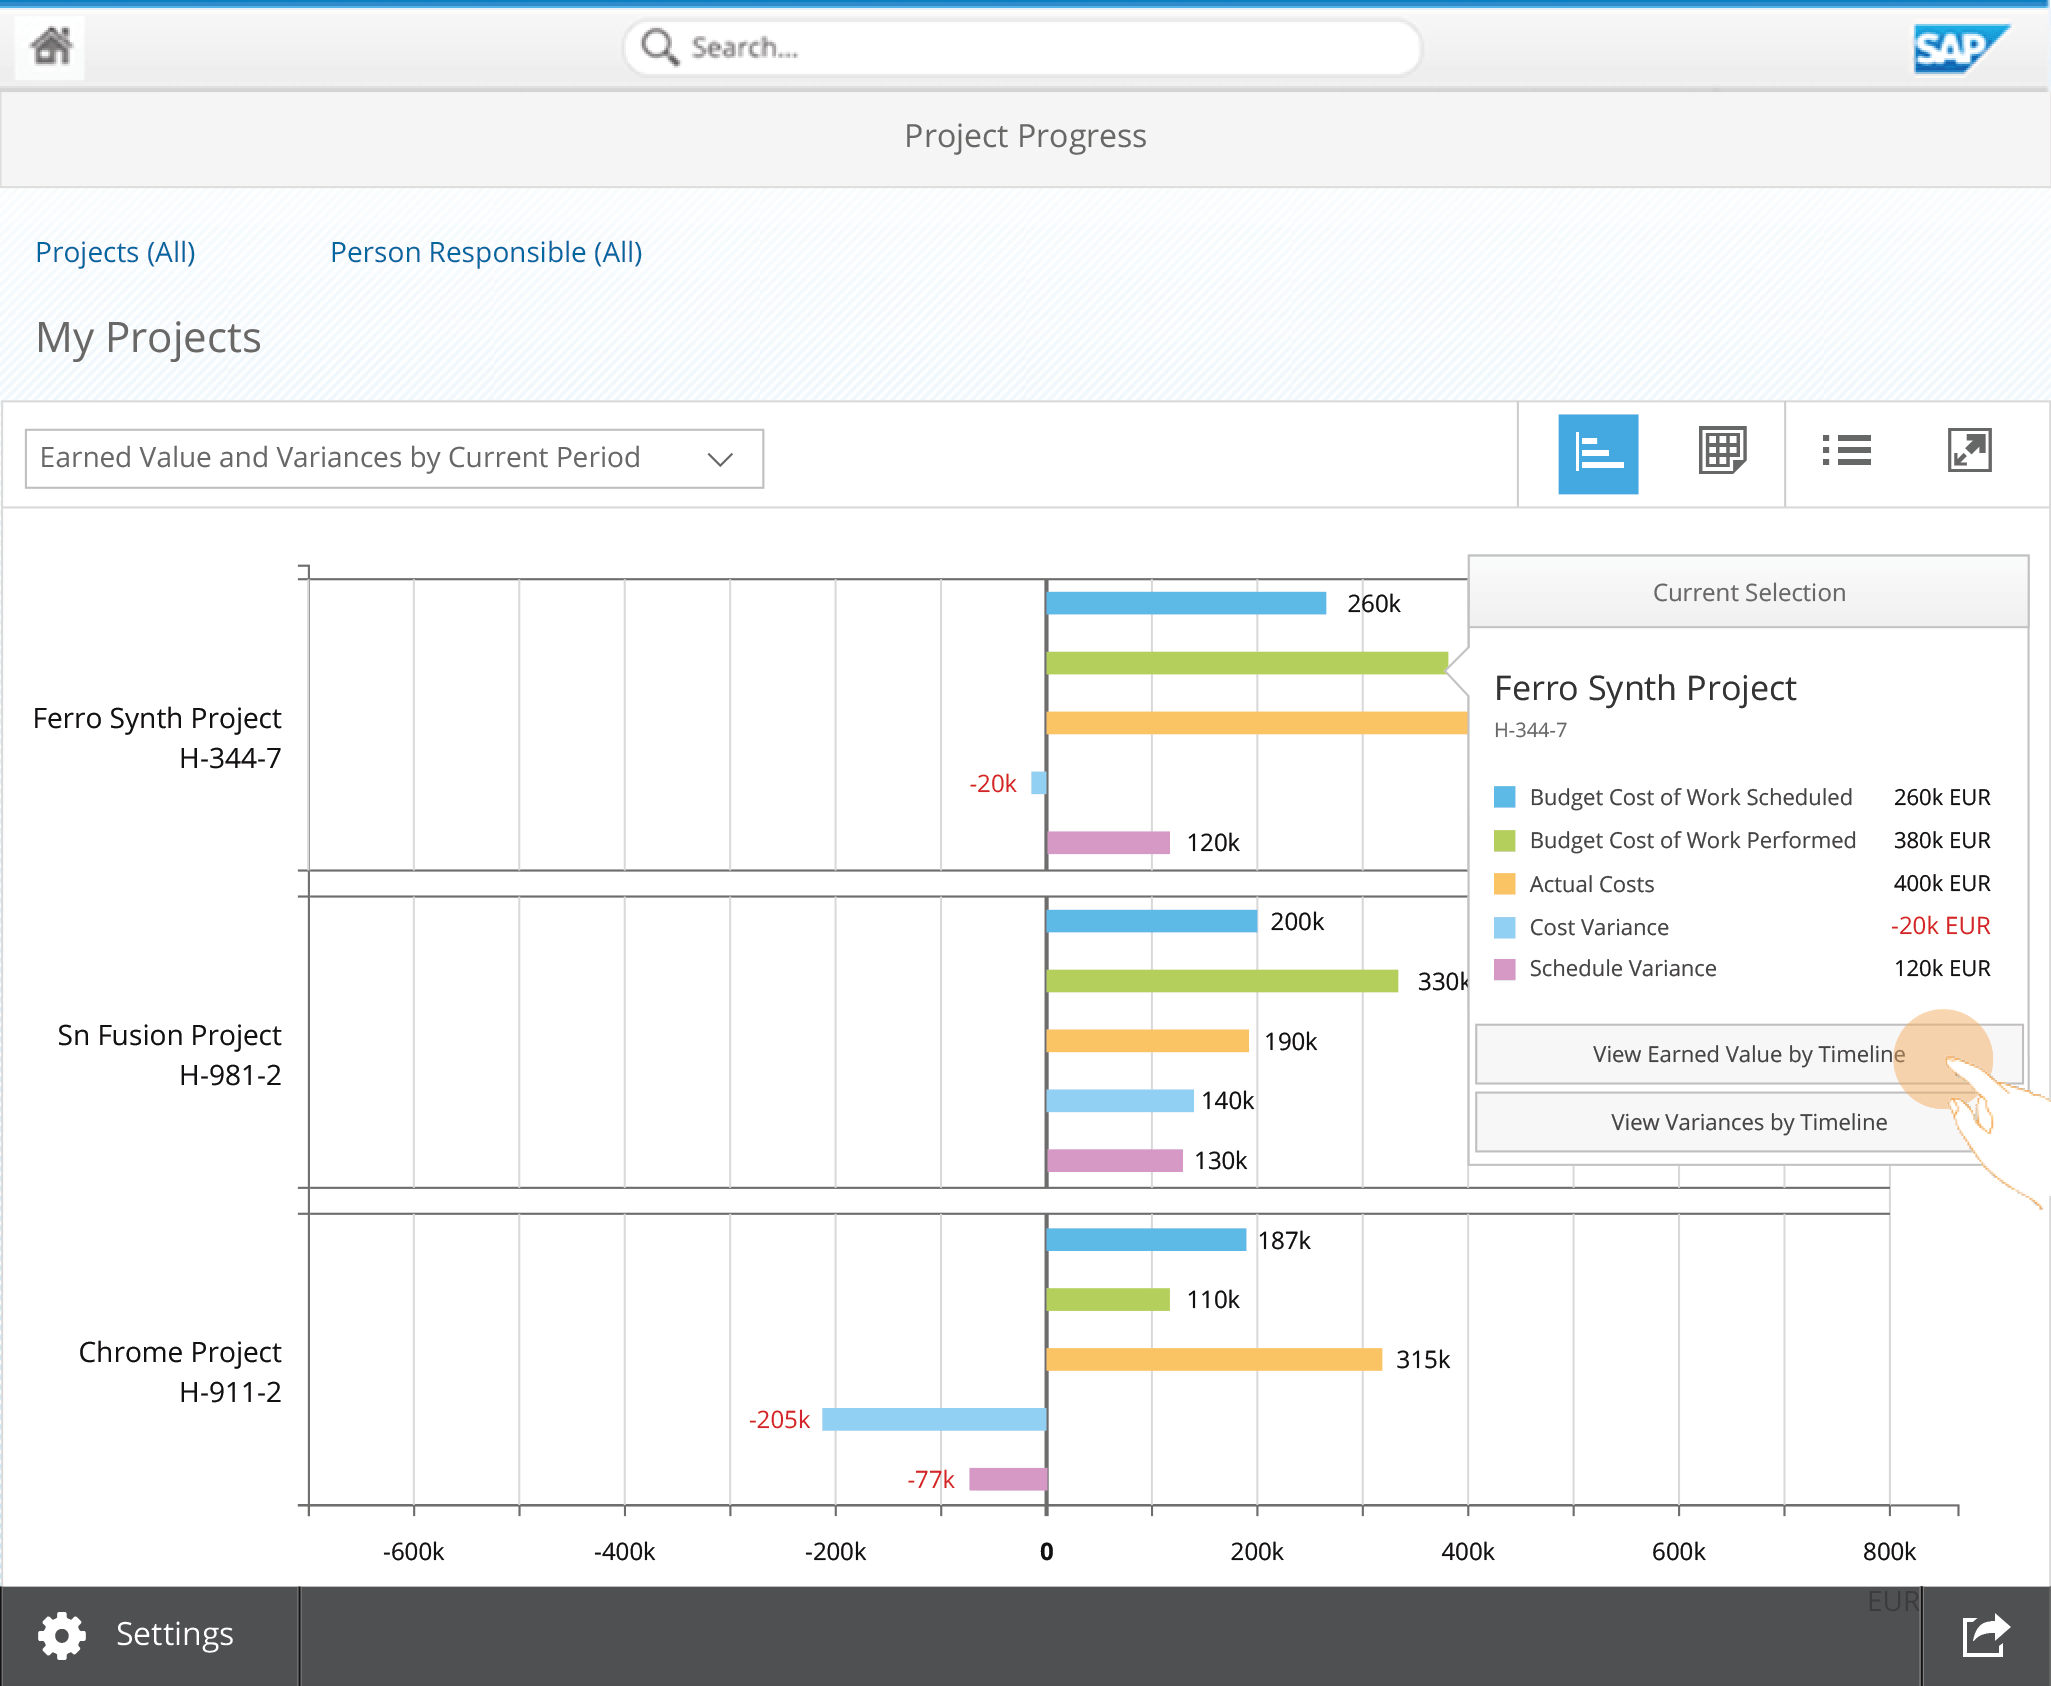 Search...
SAP
Project Progress
Projects (All)
Person Responsible (All)
My Projects
Earned Value and Variances by Current Period
Ferro Synth Project
H-344-7
260k
-20k
120k
Sn Fusion Project
H-981-2
200k
330k
190k
140k
130k
Chrome Project
H-911-2
187k
110k
315k
-205k
-77k
-600k
-400k
-200k
0
200k
400k
600k
800k
EUR
Current Selection
Ferro Synth Project
H-344-7
Budget Cost of Work Scheduled 260k EUR
Budget Cost of Work Performed 380k EUR
Actual Costs 400k EUR
Cost Variance -20k EUR
Schedule Variance 120k EUR
View Earned Value by Timeline
View Variances by Timeline
Settings